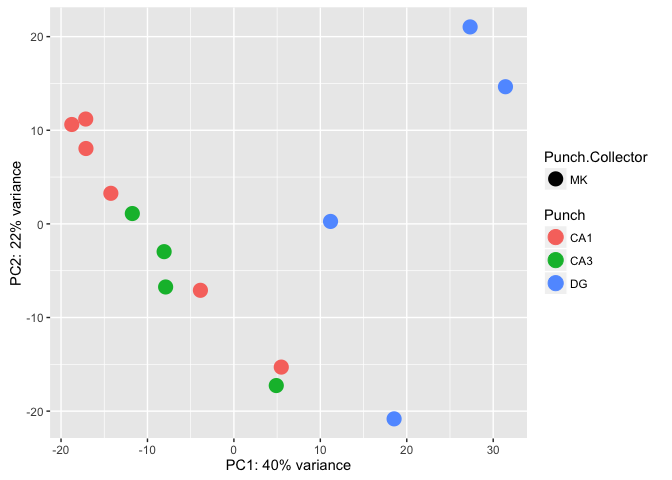 20
10
0
-10
-20
PC2: 22% variance
-20 -10 0 10 20 30
PC1: 40% variance
Punch.Collector
MK
Punch
CA1
CA3
DG